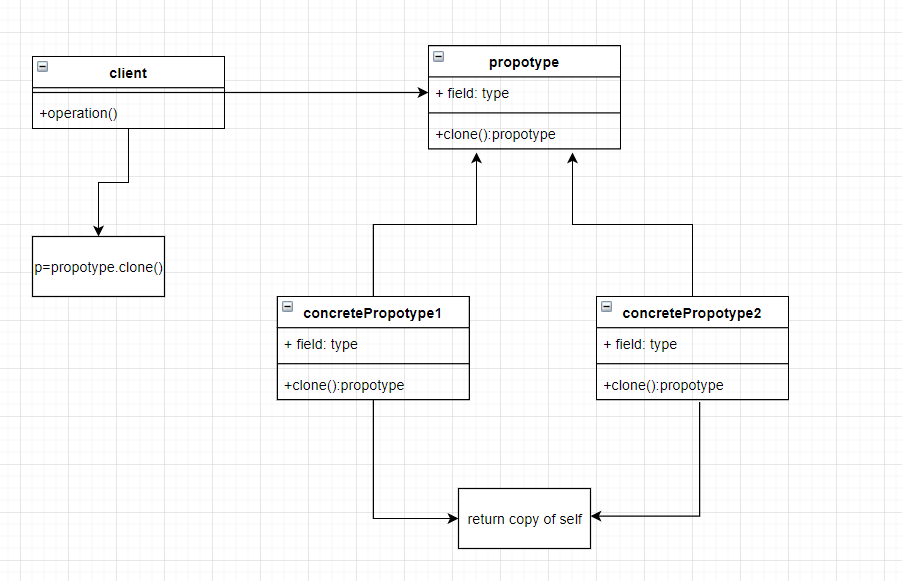 client
+operation()
propotype
+ field: type
+clone():propotype
p=propotype.clone()
concretePropotype1
+ field: type
+clone():propotype
concretePropotype2
+ field: type
+clone():propotype
return copy of self